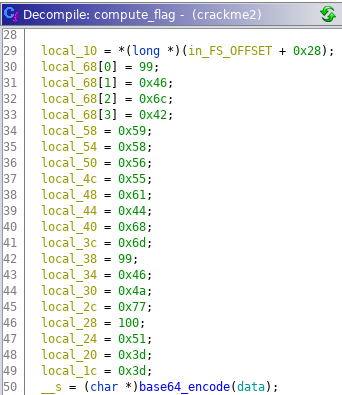 Decompile: compute_flag - (crackme2)
28
29 local_10 = *(long *)(in_FS_OFFSET + 0x28);
30 local_68[0] = 99;
31 local_68[1] = 0x46;
32 local_68[2] = 0x6c;
33 local_68[3] = 0x42;
34 local_58 = 0x59;
35 local_54 = 0x58;
36 local_50 = 0x56;
37 local_4c = 0x55;
38 local_48 = 0x61;
39 local_44 = 0x44;
40 local_40 = 0x68;
41 local_3c = 0x6d;
42 local_38 = 99;
43 local_34 = 0x46;
44 local_30 = 0x4a;
45 local_2c = 0x77;
46 local_28 = 100;
47 local_24 = 0x51;
48 local_20 = 0x3d;
49 local_1c = 0x3d;
50 __s = (char *)base64_encode(data);